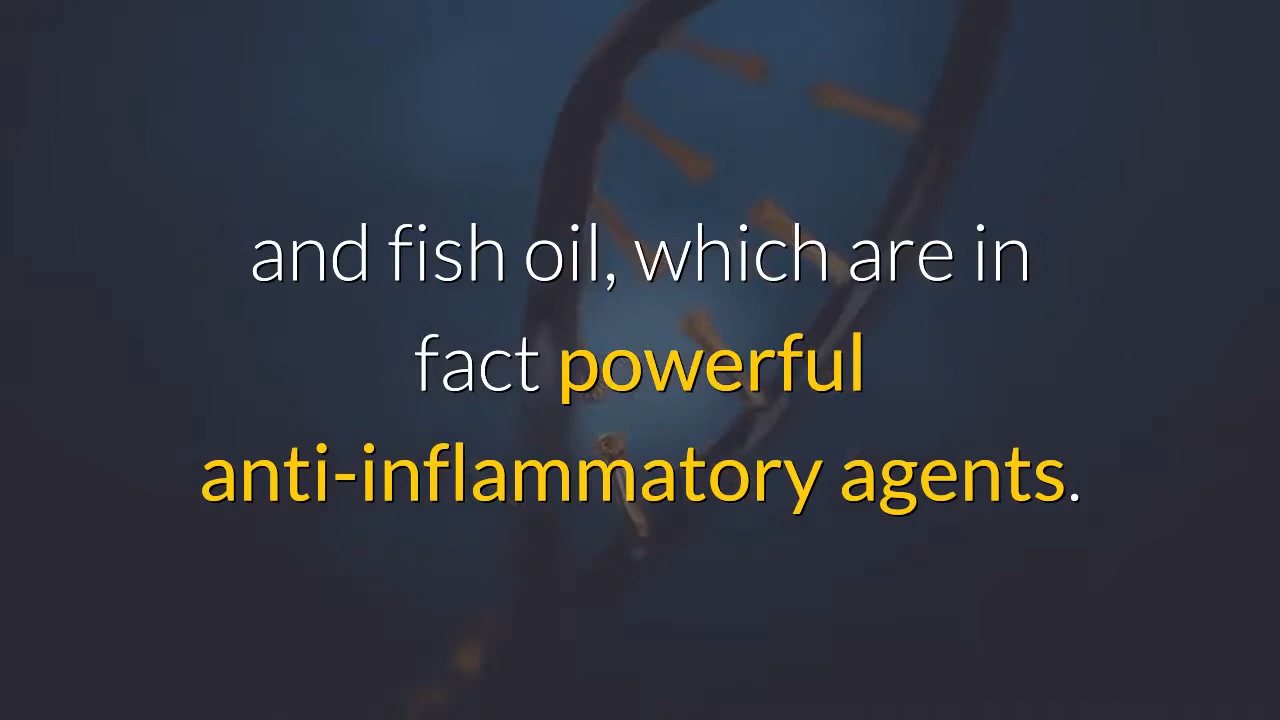 and fish oil, which are in
fact powerful
anti-inflammatory agents.